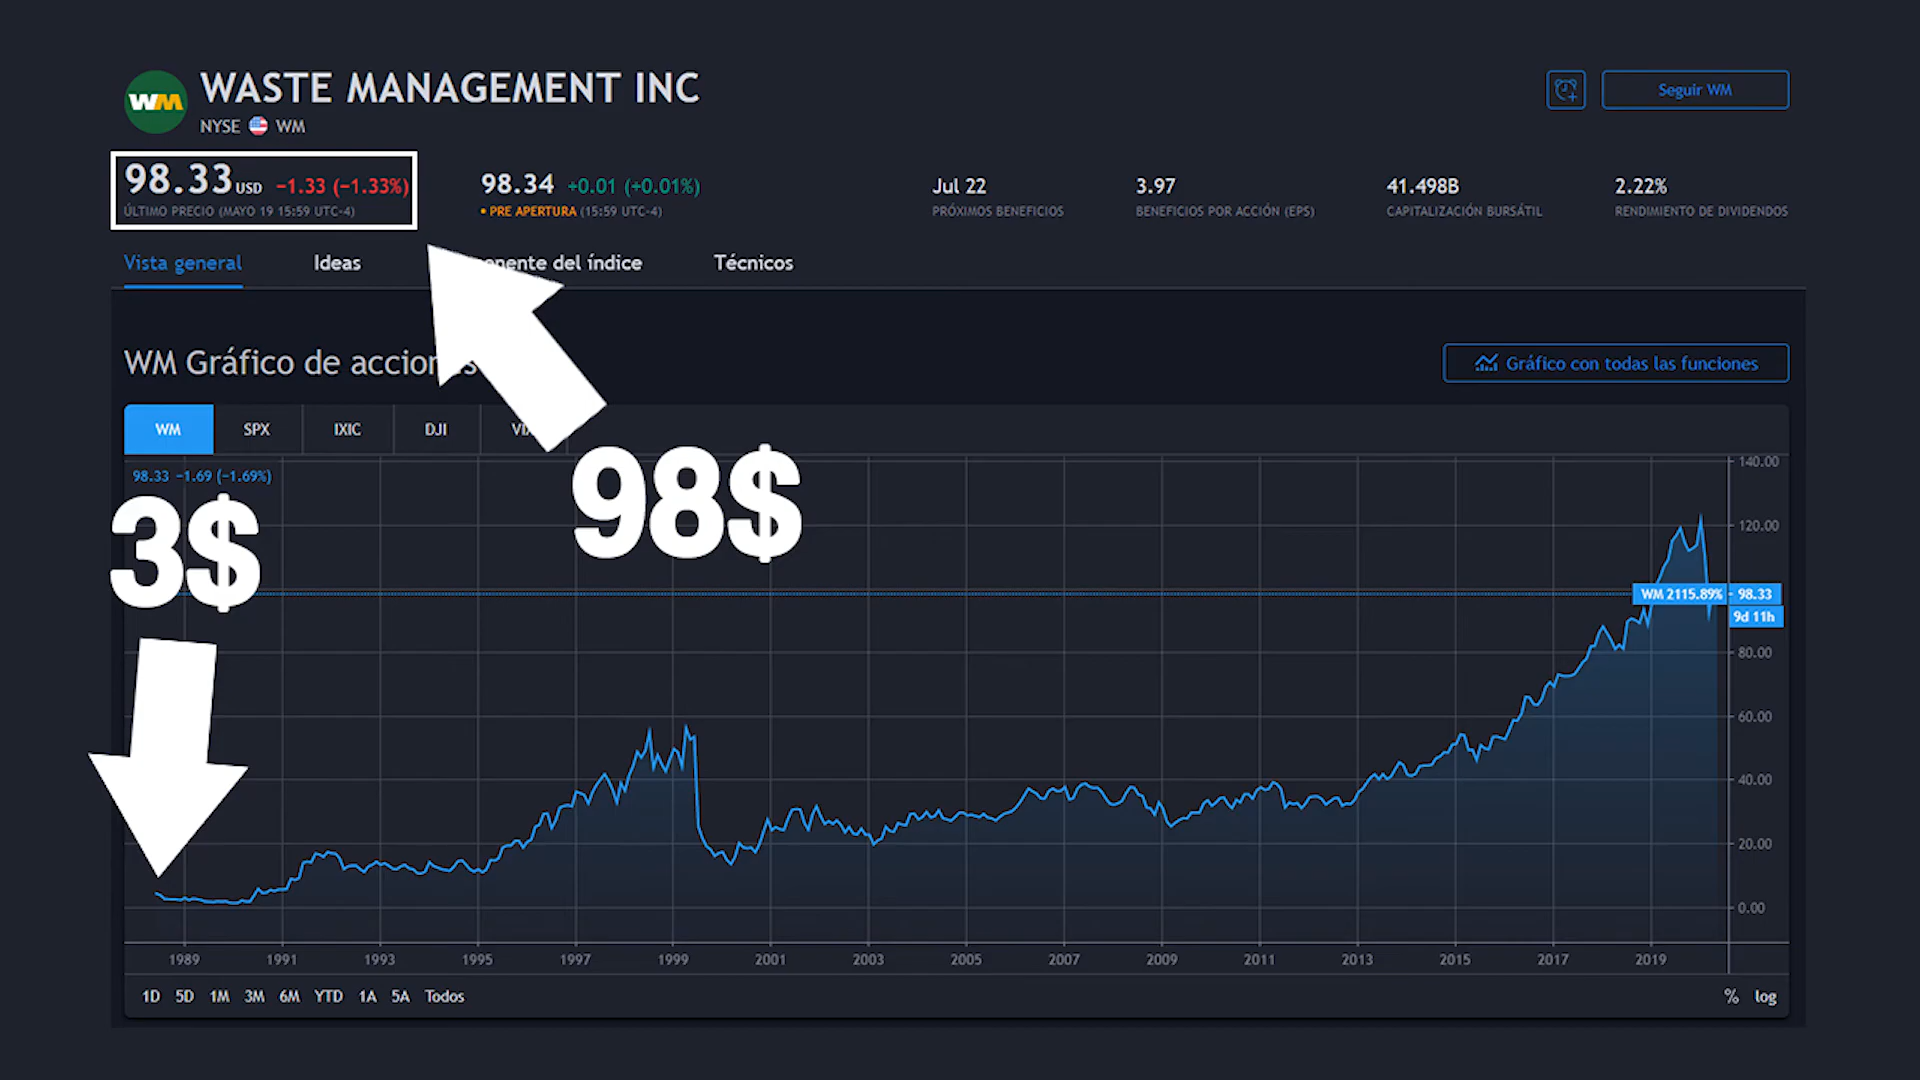 WM
WASTE MANAGEMENT INC
NYSE WM
Seguir WM
98.33 USD −1.33 (−1.33%)
ÚLTIMO PRECIO (MAYO 19 15:59 UTC-4)
98.34 +0.01 (+0.01%)
• PRE APERTURA (15:59 UTC-4)
Jul 22
PRÓXIMOS BENEFICIOS
3.97
BENEFICIOS POR ACCIÓN (EPS)
41.498B
CAPITALIZACIÓN BURSÁTIL
2.22%
RENDIMIENTO DE DIVIDENDOS
Vista general
Ideas
del índice
Técnicos
WM Gráfico de
Gráfico con todas las funciones
WM
SPX
IXIC
DJI
98.33 −1.69 (−1.69%)
3$
98$
140.00
120.00
WM 2115.89%
98.33
9d 11h
80.00
60.00
40.00
20.00
0.00
1989
1991
1993
1995
1997
1999
2001
2003
2005
2007
2009
2011
2013
2015
2017
2019
1D 5D 1M 3M 6M YTD 1A 5A Todos
% log